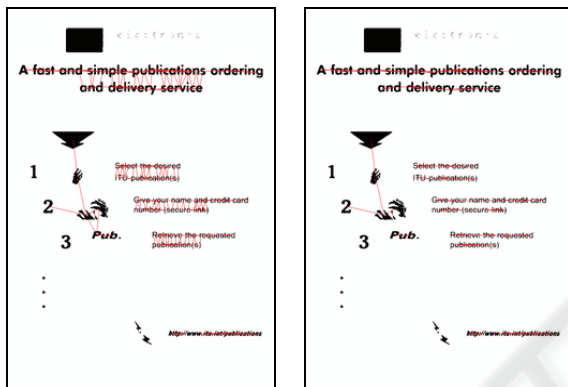 electronic
A fast and simple publications ordering
and delivery service
1
Select the desired
ITU publication(s)
2
Give your name and credit card
number (secure link)
3
Pub.
Retrieve the requested
publication(s)
http://www.itu.int/publications
electronic
A fast and simple publications ordering
and delivery service
1
Select the desired
ITU publication(s)
2
Give your name and credit card
number (secure link)
3
Pub.
Retrieve the requested
publication(s)
http://www.itu.int/publications